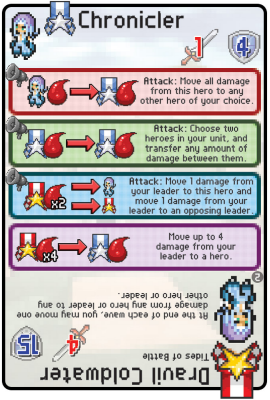 Chronicler
1
4
Attack: Move all damage
from this hero to any
other hero of your choice.
Attack: Choose two
heroes in your unit, and
transfer any amount of
damage between them.
x2
Attack: Move 1 damage from
your leader to this hero and
move 1 damage from your
leader to an opposing leader.
x4
Move up to 4
damage from your
leader to a hero.
Dravil Coldwater
Tides of Battle
4
15
At the end of each wave, you may move one
damage from any hero or leader to any
other hero or leader.
2